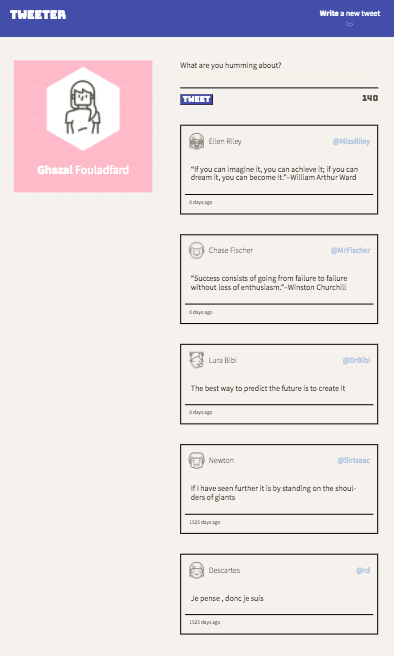 TWEETER
Write a new tweet
Ghazal Fouladfard
What are you humming about?
TWEET
140
Ellen Riley
@MissRiley
"If you can imagine it, you can achieve it; if you can
dream it, you can become it."–William Arthur Ward
0 days ago
Chase Fischer
@MrFischer
"Success consists of going from failure to failure
without loss of enthusiasm."–Winston Churchill
0 days ago
Lura Bibi
@DrBibi
The best way to predict the future is to create it
0 days ago
Newton
@SirIsaac
If I have seen further it is by standing on the shoul-
ders of giants
1525 days ago
Descartes
@rd
Je pense , donc je suis
1525 days ago